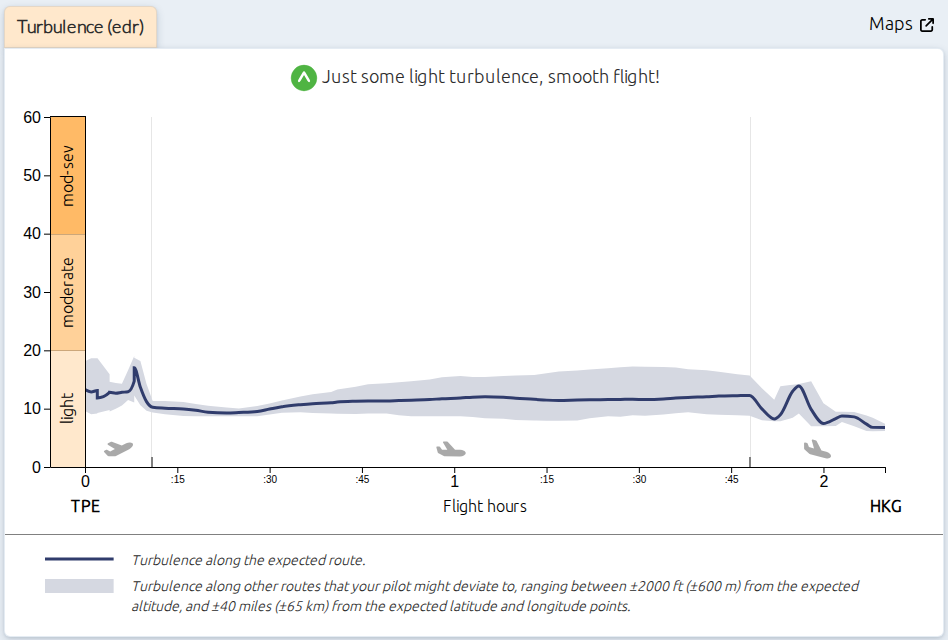 Turbulence (edr)
Maps
Just some light turbulence, smooth flight!
60
50
40
30
20
10
0
mod-sev
moderate
light
0 :15 :30 :45 1 :15 :30 :45 2
TPE Flight hours HKG
Turbulence along the expected route.
Turbulence along other routes that your pilot might deviate to, ranging between ±2000 ft (±600 m) from the expected
altitude, and ±40 miles (±65 km) from the expected latitude and longitude points.